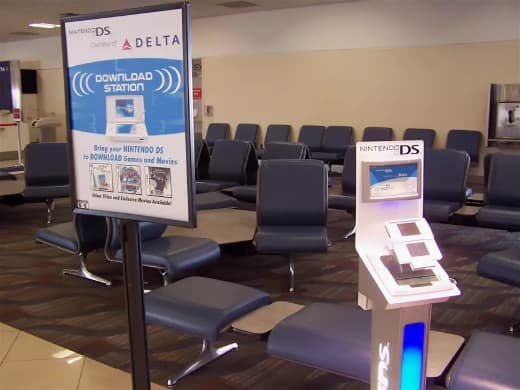 NINTENDO DS
Courtesy of DELTA
DOWNLOAD
STATION
Bring your NINTENDO DS
to DOWNLOAD Games and Movies
NINTENDO DS